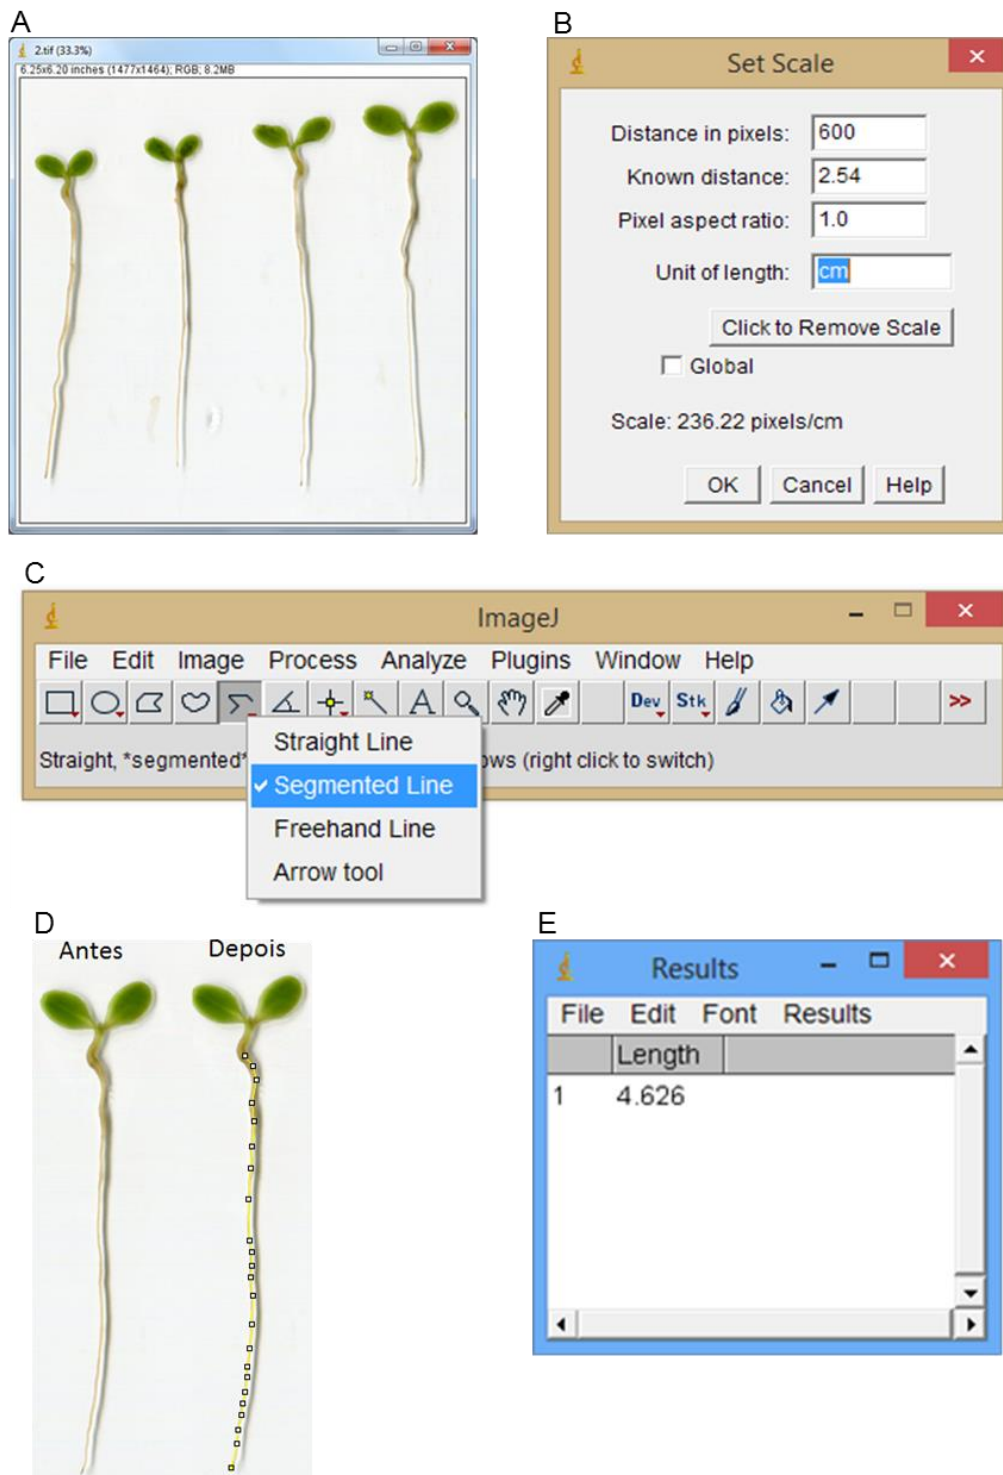 A
2.tif (33.3%)
6.25x6.20 inches (1477x1464); RGB; 8.2MB
B
Set Scale
Distance in pixels: 600
Known distance: 2.54
Pixel aspect ratio: 1.0
Unit of length: cm
Click to Remove Scale
Global
Scale: 236.22 pixels/cm
OK Cancel Help
C
ImageJ
File Edit Image Process Analyze Plugins Window Help
A Dev Stk >>
Straight, *segmented* ows (right click to switch)
Straight Line
Segmented Line
Freehand Line
Arrow tool
D
Antes Depois
E
Results
File Edit Font Results
Length
1 4.626